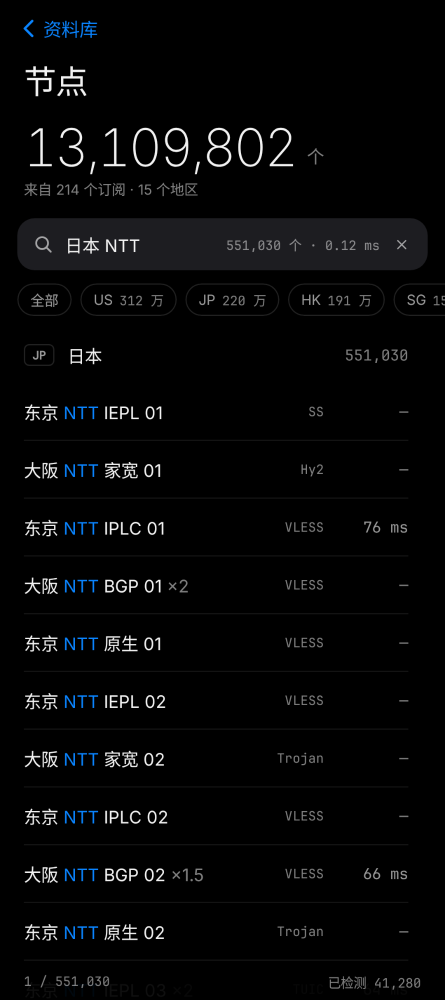 资料库
节点
13,109,802 个
来自 214 个订阅 · 15 个地区
日本 NTT 551,030 个 · 0.12 ms ×
全部 US 312 万 JP 220 万 HK 191 万 SG
JP 日本 551,030
东京 NTT IEPL 01 SS —
大阪 NTT 家宽 01 Hy2 —
东京 NTT IPLC 01 VLESS 76 ms
大阪 NTT BGP 01 ×2 VLESS —
东京 NTT 原生 01 VLESS —
东京 NTT IEPL 02 VLESS —
大阪 NTT 家宽 02 Trojan —
东京 NTT IPLC 02 VLESS —
大阪 NTT BGP 02 ×1.5 VLESS 66 ms
东京 NTT 原生 02 Trojan —
1 / 551,030 已检测 41,280
东京 NTT IEPL 03 ×2